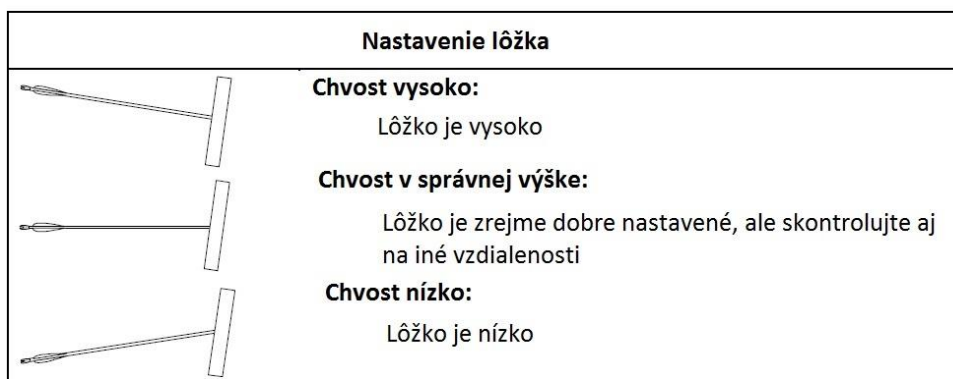 Nastavenie lôžka
Chvost vysoko:
Lôžko je vysoko
Chvost v správnej výške:
Lôžko je zrejme dobre nastavené, ale skontrolujte aj
na iné vzdialenosti
Chvost nízko:
Lôžko je nízko